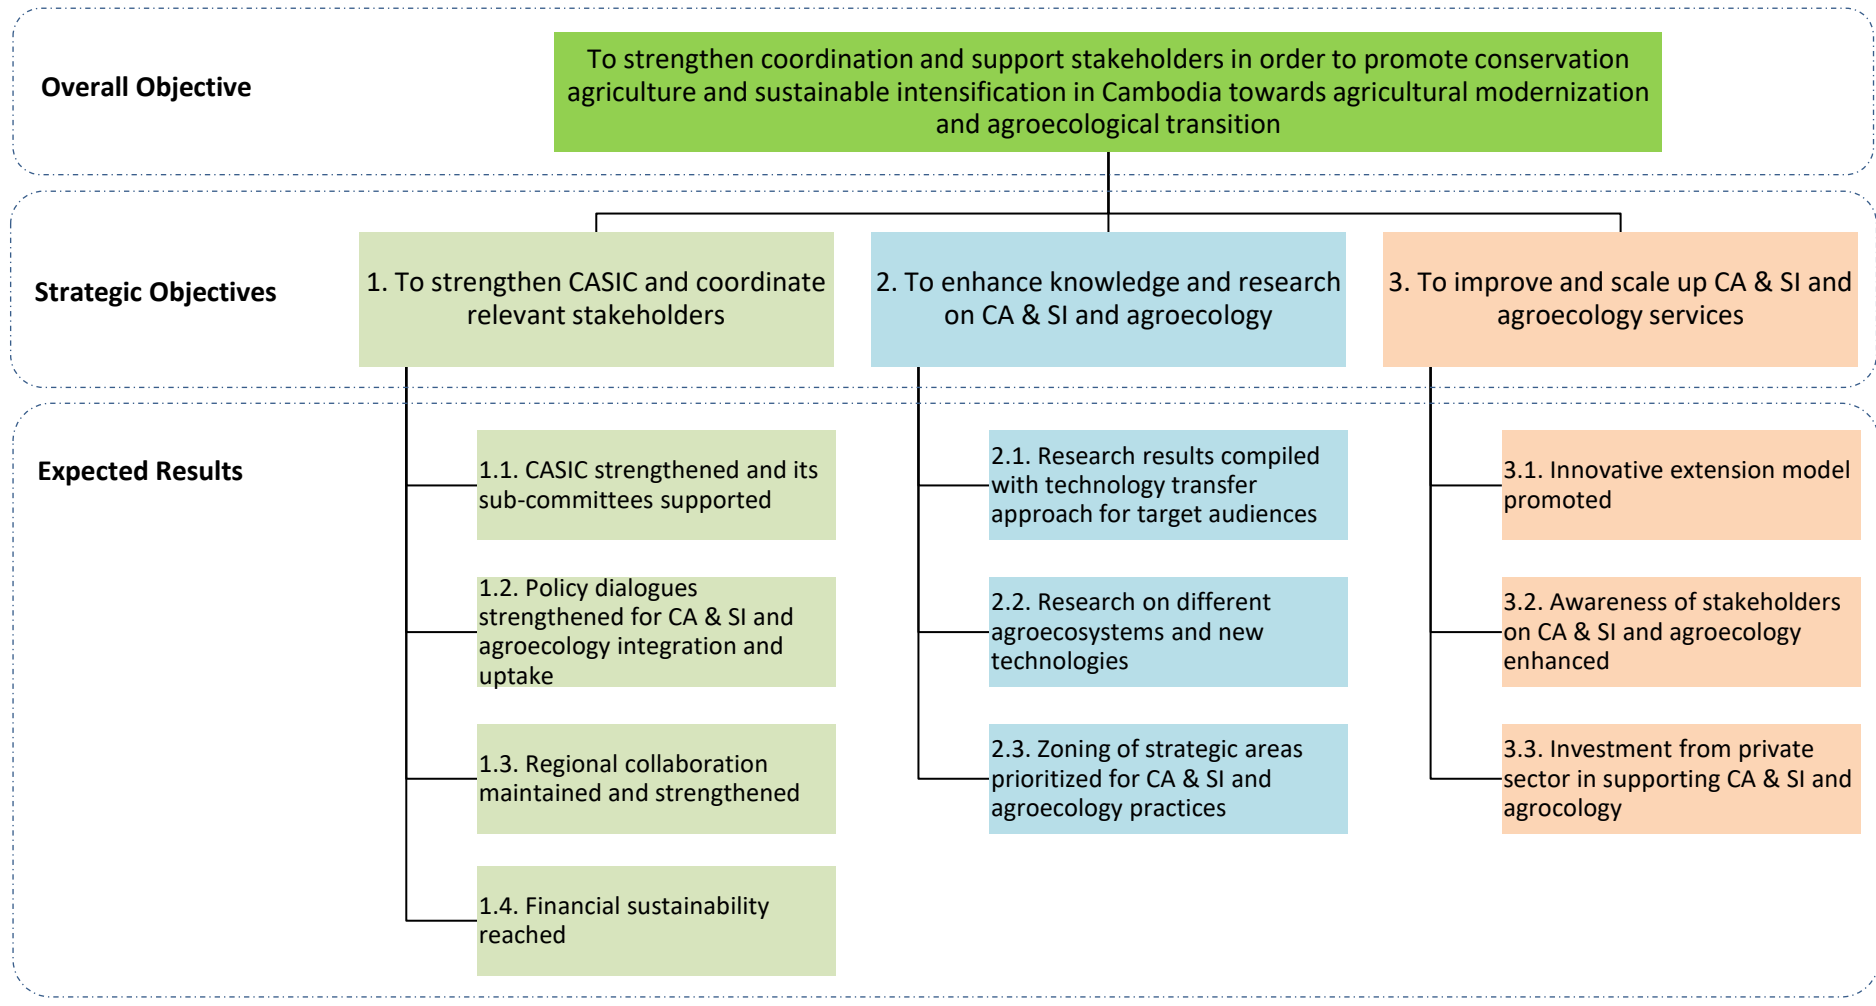 Overall Objective
To strengthen coordination and support stakeholders in order to promote conservation
agriculture and sustainable intensification in Cambodia towards agricultural modernization
and agroecological transition
Strategic Objectives
1. To strengthen CASIC and coordinate
relevant stakeholders
2. To enhance knowledge and research
on CA & SI and agroecology
3. To improve and scale up CA & SI and
agroecology services
Expected Results
1.1. CASIC strengthened and its
sub-committees supported
1.2. Policy dialogues
strengthened for CA & SI and
agroecology integration and
uptake
1.3. Regional collaboration
maintained and strengthened
1.4. Financial sustainability
reached
2.1. Research results compiled
with technology transfer
approach for target audiences
2.2. Research on different
agroecosystems and new
technologies
2.3. Zoning of strategic areas
prioritized for CA & SI and
agroecology practices
3.1. Innovative extension model
promoted
3.2. Awareness of stakeholders
on CA & SI and agroecology
enhanced
3.3. Investment from private
sector in supporting CA & SI and
agrocology